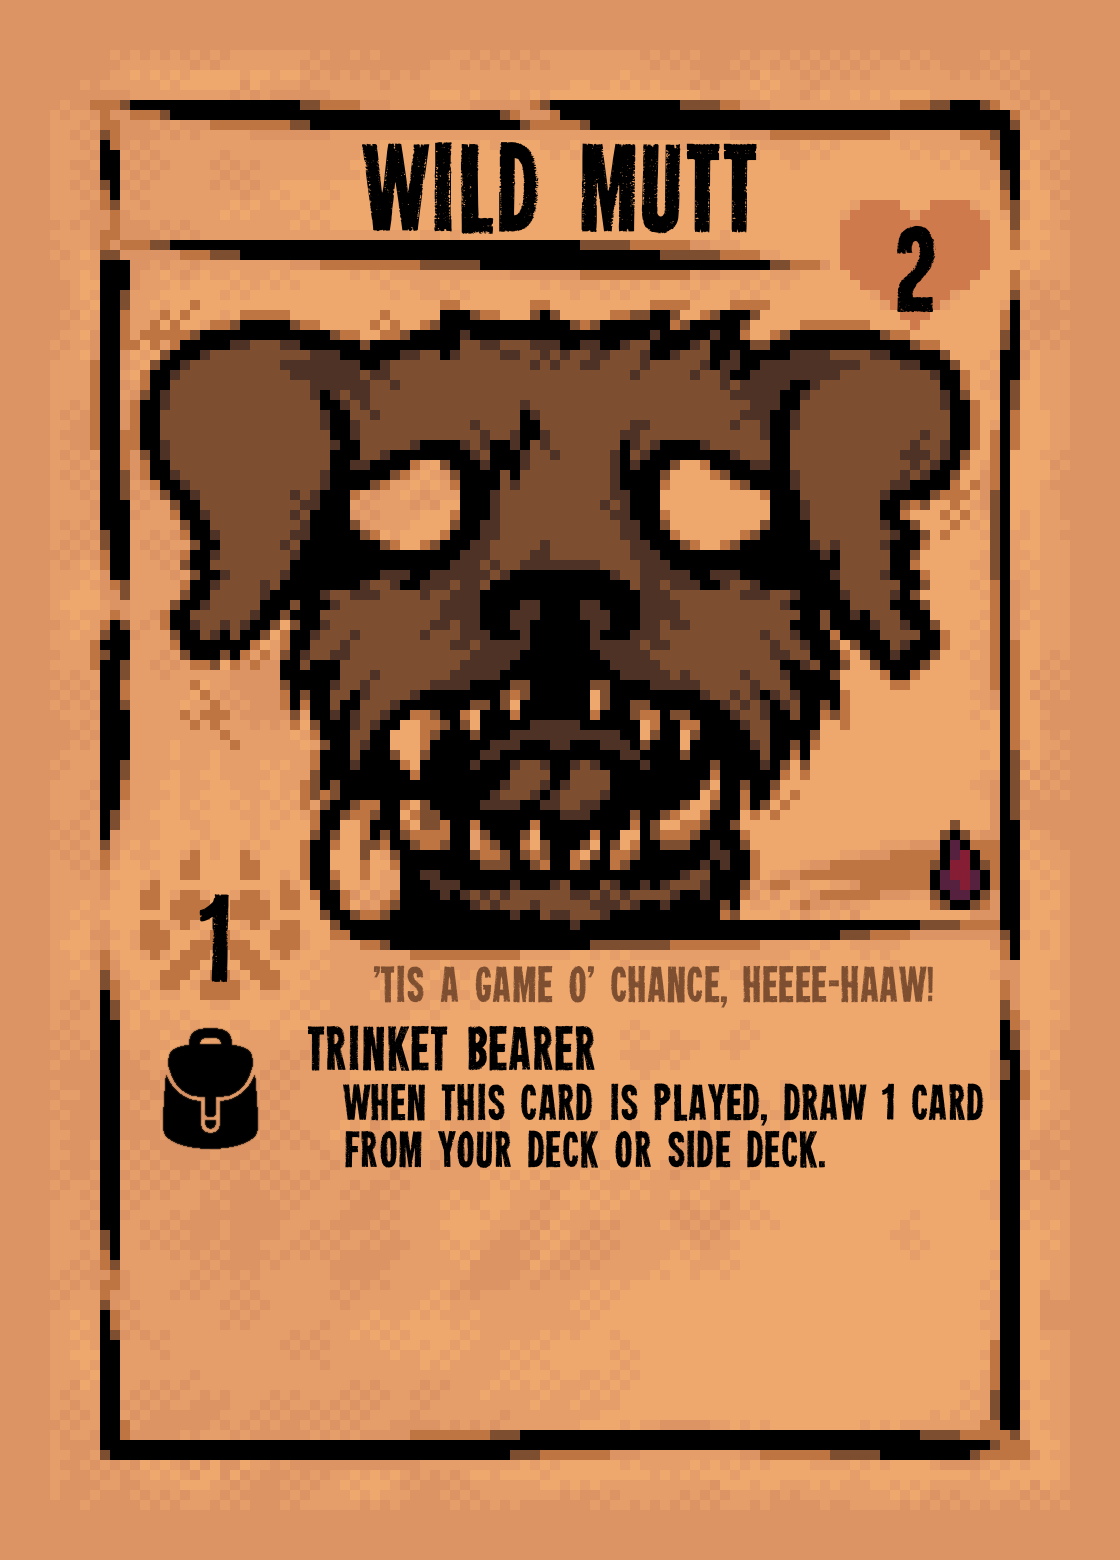 WILD MUTT
2
1
'TIS A GAME O' CHANCE, HEEEE-HAAW!
TRINKET BEARER
WHEN THIS CARD IS PLAYED, DRAW 1 CARD
FROM YOUR DECK OR SIDE DECK.